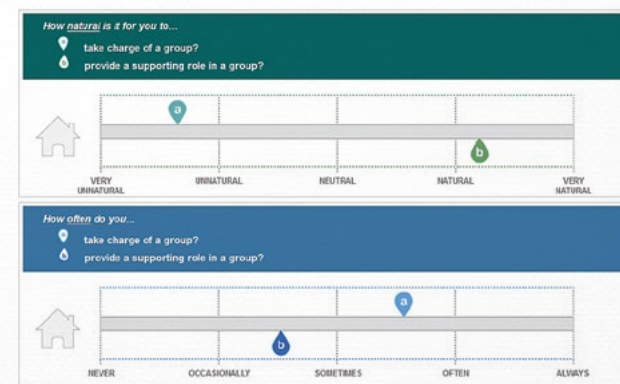 How natural is it for you to...
a take charge of a group?
b provide a supporting role in a group?
a
b
VERY UNNATURAL UNNATURAL NEUTRAL NATURAL VERY NATURAL
How often do you...
a take charge of a group?
b provide a supporting role in a group?
a
b
NEVER OCCASIONALLY SOMETIMES OFTEN ALWAYS